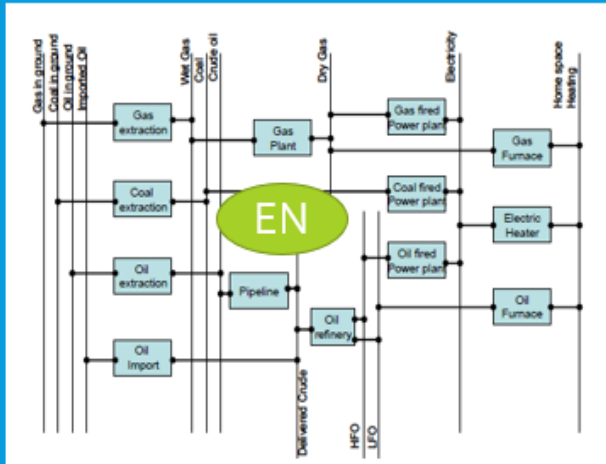 Gas in ground
Coal in ground
Oil in ground
Imported Oil
Wet Gas
Coal
Crude oil
Dry Gas
Electricity
Home space
Heating
Gas
extraction
Gas
Plant
Gas fired
Power plant
Gas
Furnace
Coal
extraction
EN
Coal fired
Power plant
Electric
Heater
Oil
extraction
Pipeline
Oil fired
Power plant
Oil
refinery
Oil
Furnace
Oil
Import
Delivered Crude
HFO
LFO